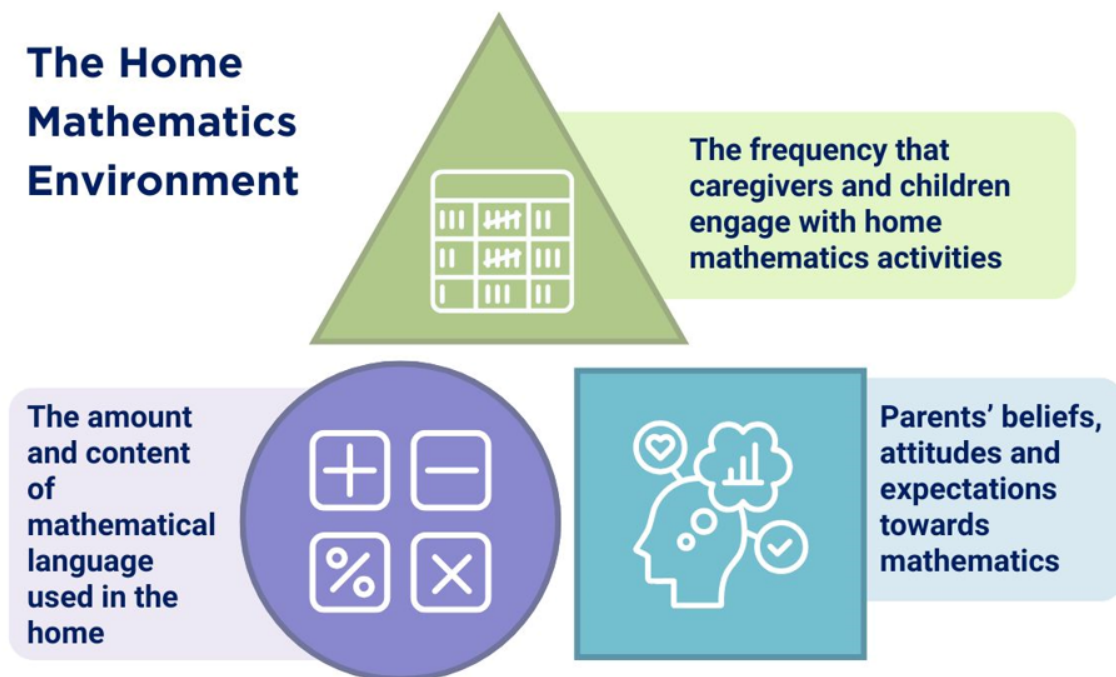 The Home
Mathematics
Environment
The frequency that
caregivers and children
engage with home
mathematics activities
The amount
and content
of
mathematical
language
used in the
home
Parents’ beliefs,
attitudes and
expectations
towards
mathematics